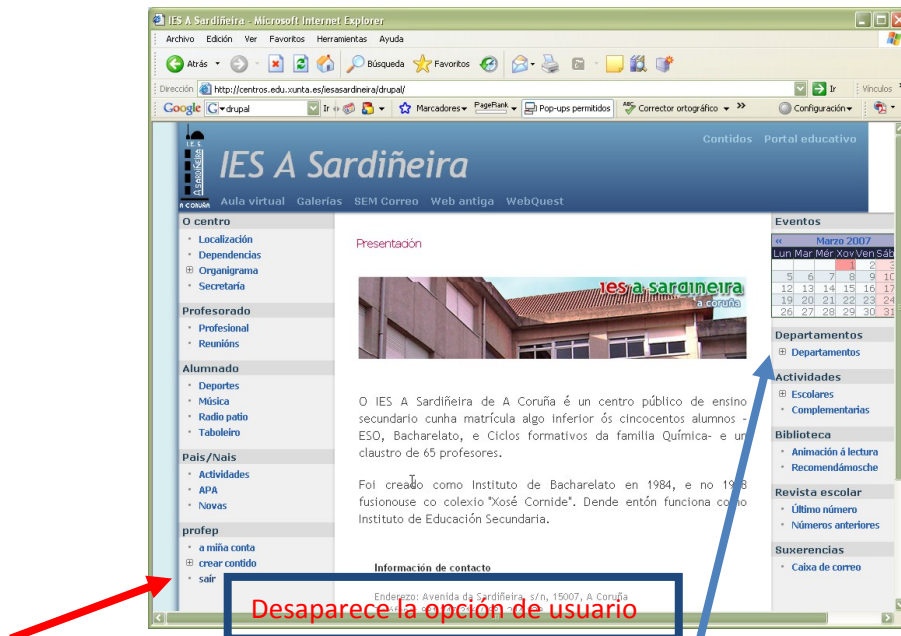 IES A Sardiñeira - Microsoft Internet Explorer
Archivo Edición Ver Favoritos Herramientas Ayuda
Atrás Búsqueda Favoritos
Dirección http://centros.edu.xunta.es/iesasardineira/drupal/ Ir Vínculos
Google drupal Ir Marcadores PageRank Pop-ups permitidos Corrector ortográfico Configuración
Contidos Portal educativo
I.E.S.
A SARDIÑEIRA
A CORUÑA
IES A Sardiñeira
Aula virtual Galerías SEM Correo Web antiga WebQuest
O centro
Localización
Dependencias
Organigrama
Secretaría
Profesorado
Profesional
Reunións
Alumnado
Deportes
Música
Radio patio
Taboleiro
Pais/Nais
Actividades
APA
Novas
profep
a miña conta
crear contido
saír
Presentación
ies a sardineira
a coruña
O IES A Sardiñeira de A Coruña é un centro público de ensino
secundario cunha matrícula algo inferior ós cincocentos alumnos -
ESO, Bacharelato, e Ciclos formativos da familia Química- e un
claustro de 65 profesores.
Foi creado como Instituto de Bacharelato en 1984, e no
fusionouse co colexio "Xosé Cornide". Dende entón funciona como
Instituto de Educación Secundaria.
Información de contacto
Enderezo: Avenida da Sardiñeira, s/n, 15007, A Coruña
Desaparece la opción de usuario
Eventos
« Marzo 2007
Lun Mar Mér Xov Ven Sáb
1 2 3
5 6 7 8 9 10
12 13 14 15 16 17
19 20 21 22 23 24
26 27 28 29 30 31
Departamentos
Departamentos
Actividades
Escolares
Complementarias
Biblioteca
Animación á lectura
Recomendámosche
Revista escolar
Último número
Números anteriores
Suxerencias
Caixa de correo